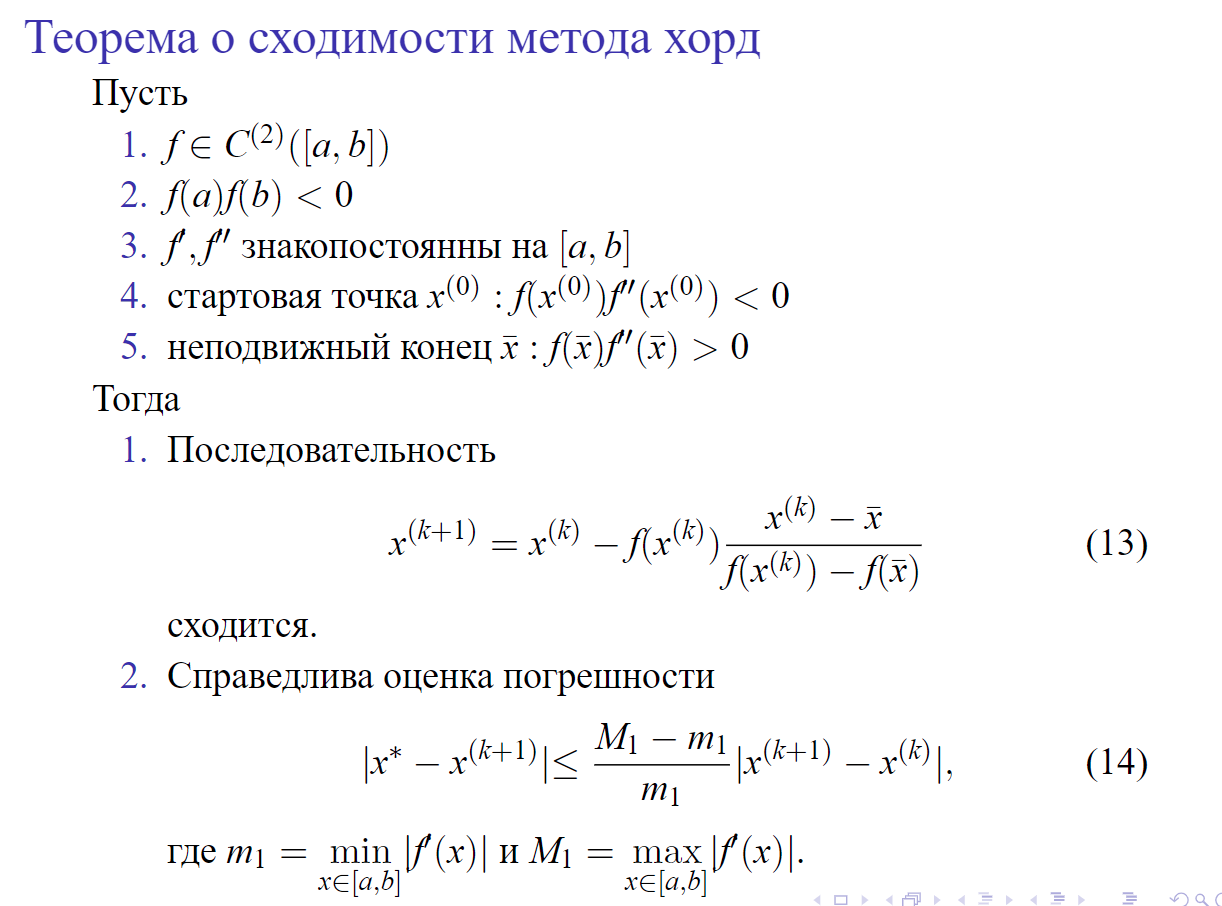 Теорема о сходимости метода хорд
Пусть
1. f ∈ C^{(2)}([a, b])
2. f(a)f(b) < 0
3. f′, f″ знакопостоянны на [a, b]
4. стартовая точка x^{(0)} : f(x^{(0)})f″(x^{(0)}) < 0
5. неподвижный конец x̄ : f(x̄)f″(x̄) > 0
Тогда
1. Последовательность
x^{(k+1)} = x^{(k)} − f(x^{(k)}) \frac{x^{(k)} − x̄}{f(x^{(k)}) − f(x̄)} (13)
сходится.
2. Справедлива оценка погрешности
|x* − x^{(k+1)}| ≤ \frac{M_1 − m_1}{m_1} |x^{(k+1)} − x^{(k)}|, (14)
где m_1 = min_{x∈[a,b]} |f′(x)| и M_1 = max_{x∈[a,b]} |f′(x)|.